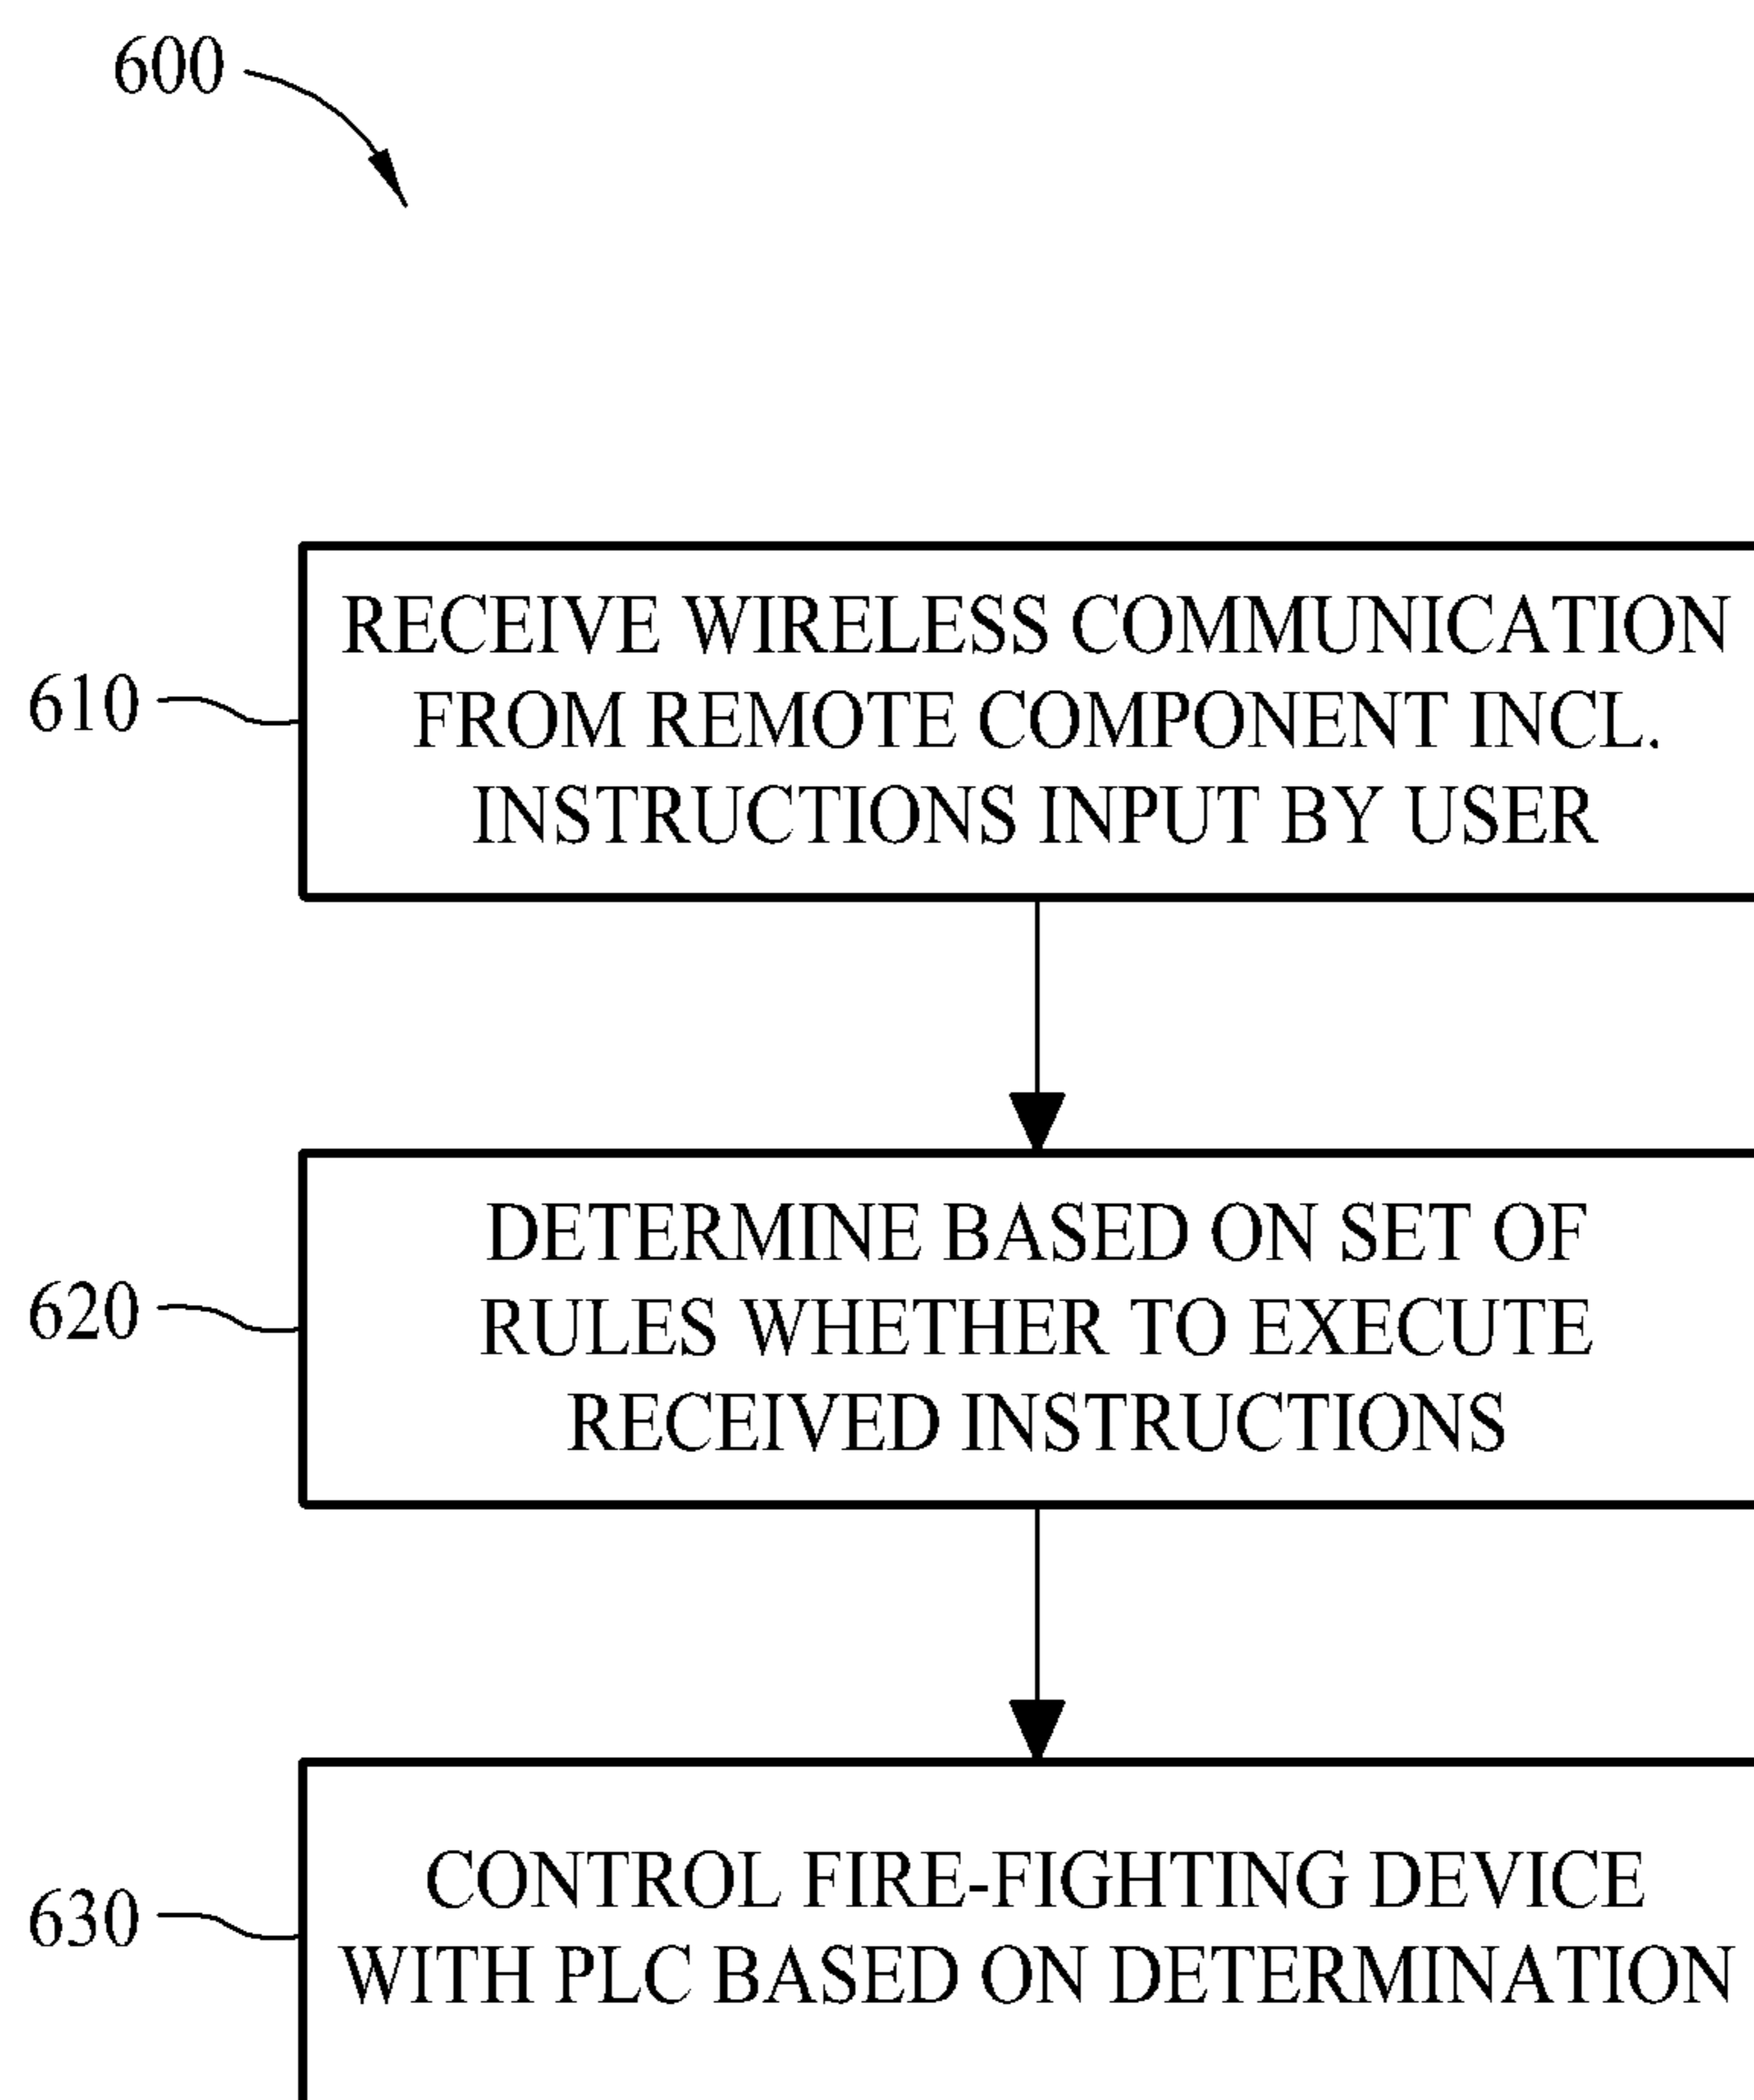 600
610
RECEIVE WIRELESS COMMUNICATION
FROM REMOTE COMPONENT INCL.
INSTRUCTIONS INPUT BY USER
620
DETERMINE BASED ON SET OF
RULES WHETHER TO EXECUTE
RECEIVED INSTRUCTIONS
630
CONTROL FIRE-FIGHTING DEVICE
WITH PLC BASED ON DETERMINATION